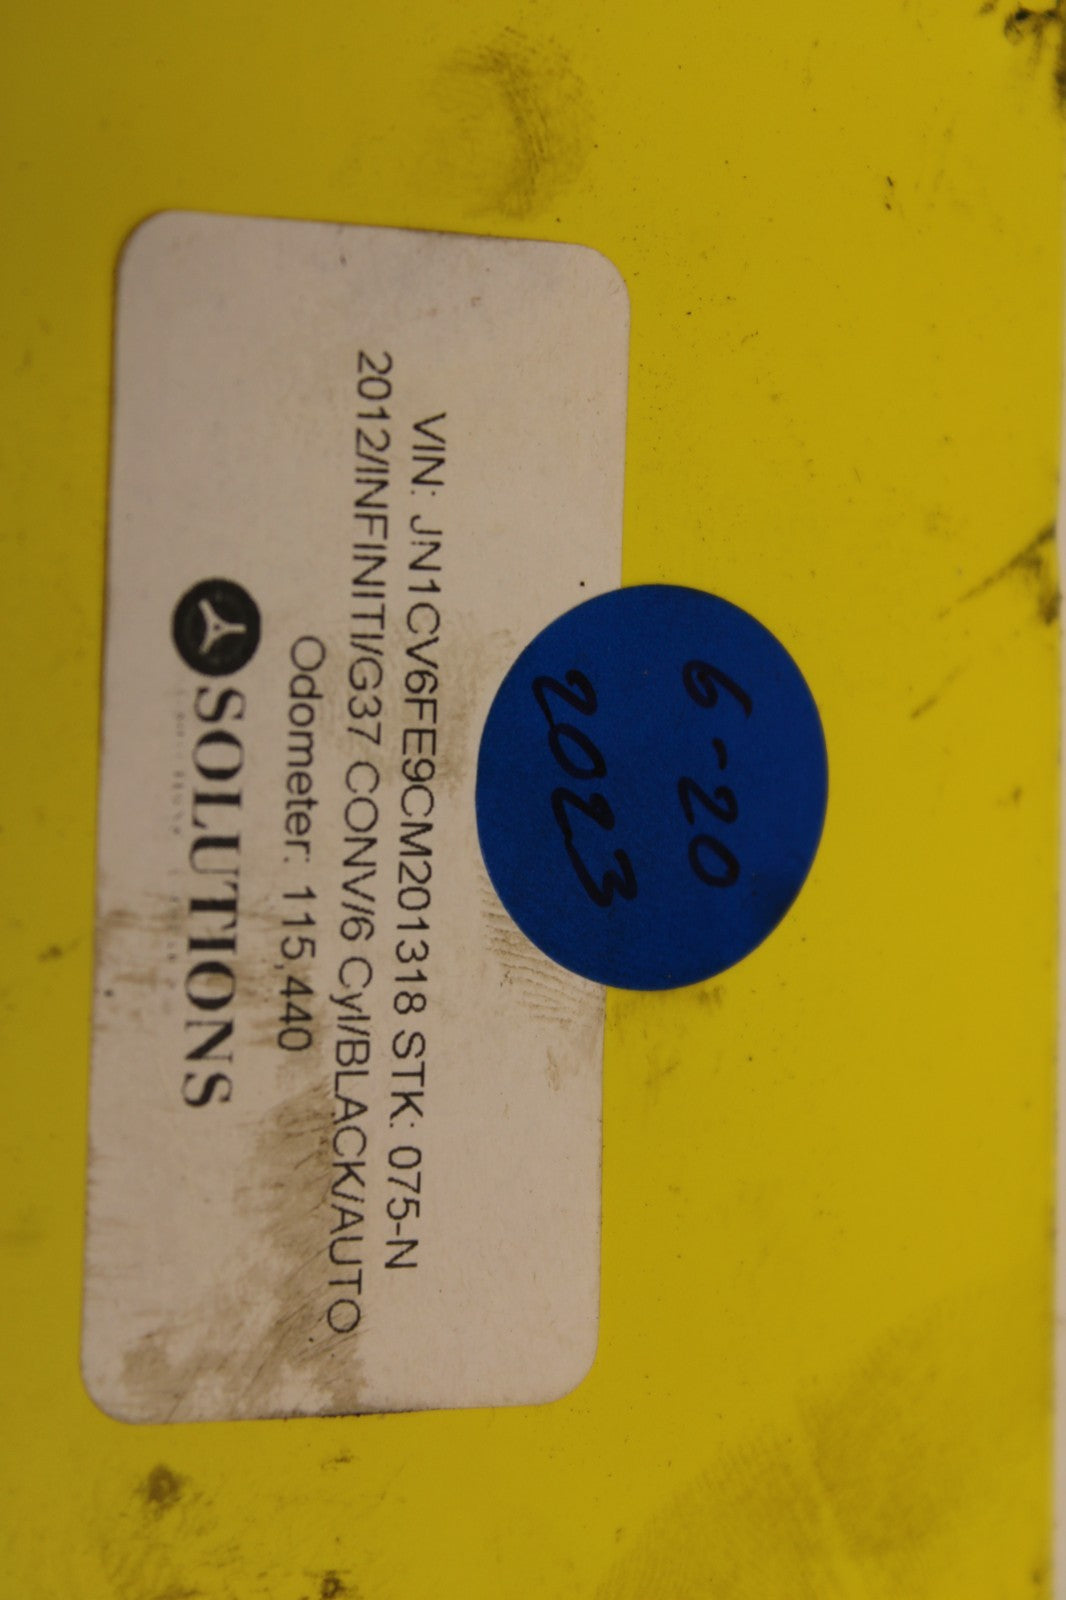 6-20
2023
VIN: JN1CV6FE9CM201318 STK: 075-N
2012/INFINITI/G37 CONV/6 Cyl/BLACK/AUTO
Odometer: 115,440
SOLUTIONS